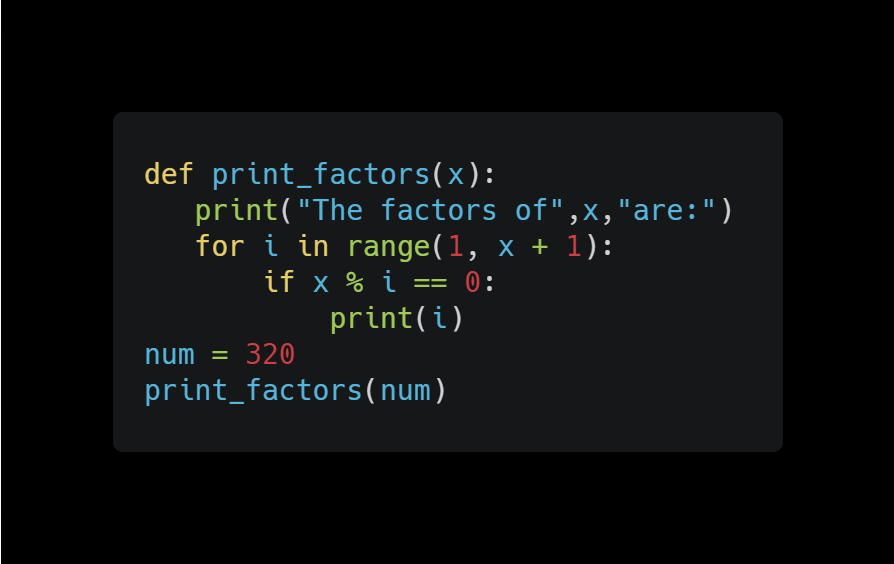 def print_factors(x):
   print("The factors of",x,"are:")
   for i in range(1, x + 1):
       if x % i == 0:
           print(i)
num = 320
print_factors(num)